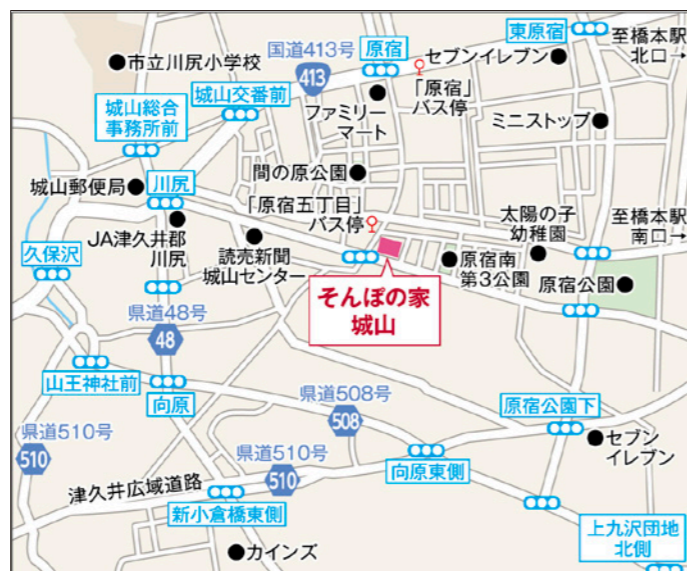 国道413号
413
原宿
セブンイレブン
東原宿
至橋本駅
北口→
市立川尻小学校
城山交番前
「原宿」
バス停
ファミリー
マート
ミニストップ
城山総合
事務所前
間の原公園
城山郵便局
川尻
「原宿五丁目」
バス停
太陽の子
幼稚園
至橋本駅
南口→
JA津久井郡
川尻
読売新聞
城山センター
久保沢
原宿南
第3公園
原宿公園
そんぽの家
城山
県道48号
48
山王神社前
向原
県道508号
508
原宿公園下
県道510号
510
県道510号
510
セブン
イレブン
向原東側
津久井広域道路
新小倉橋東側
上九沢団地
北側
カインズ